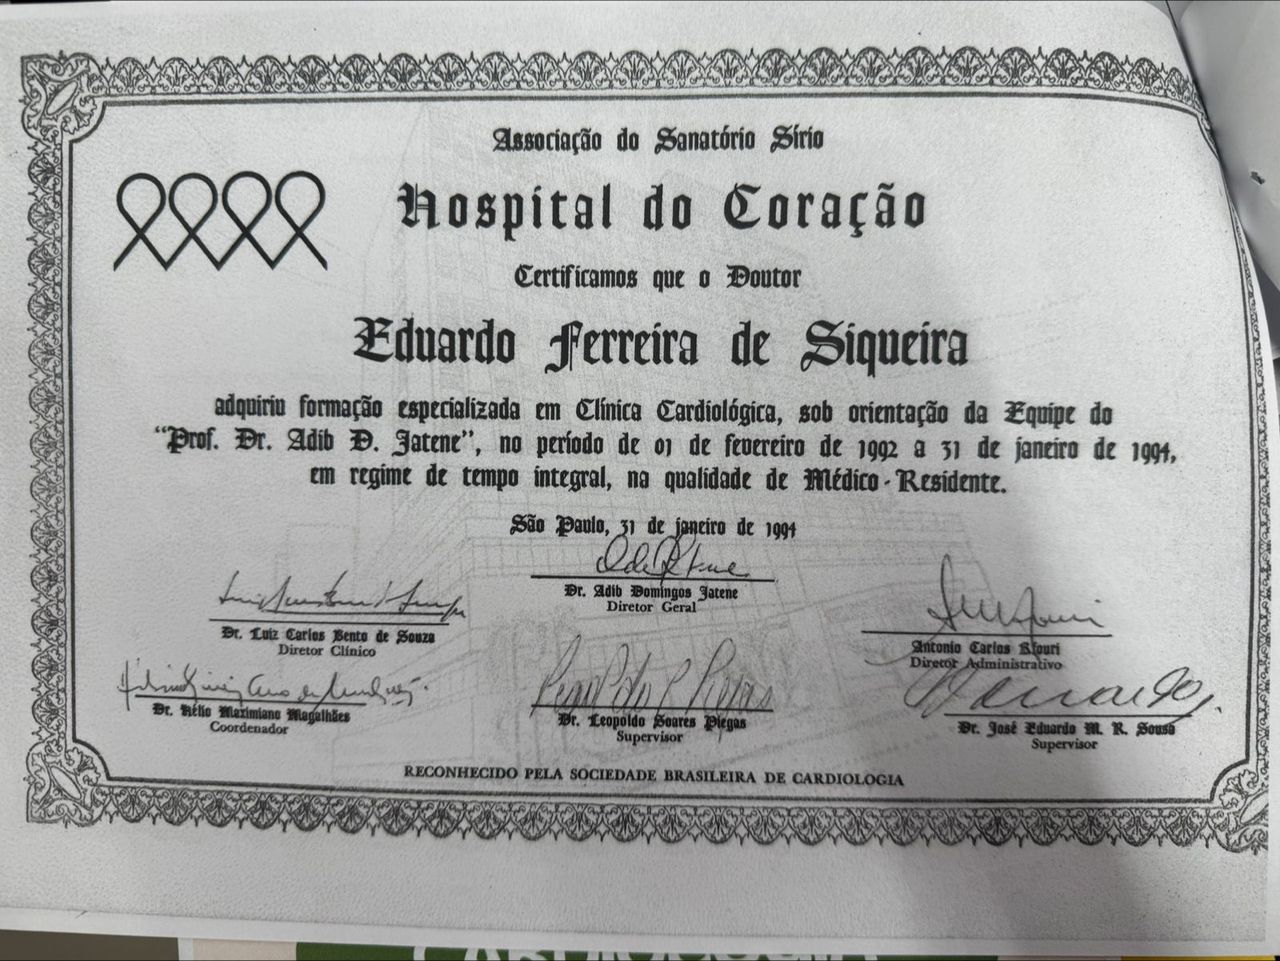 Associação do Sanatório Sírio
Hospital do Coração
Certificamos que o Doutor
Eduardo Ferreira de Siqueira
adquiriu formação especializada em Clínica Cardiológica, sob orientação da Equipe do
“Prof. Dr. Adib D. Jatene”, no período de 01 de fevereiro de 1992 a 31 de janeiro de 1994,
em regime de tempo integral, na qualidade de Médico-Residente.
São Paulo, 31 de janeiro de 1994
Dr. Adib Domingos Jatene
Diretor Geral
Dr. Luiz Carlos Bento de Souza
Diretor Clínico
Antonio Carlos Kfouri
Diretor Administrativo
Dr. Hélio Maximiano Magalhães
Coordenador
Dr. Leopoldo Soares Piegas
Supervisor
Dr. José Eduardo M. R. Sousa
Supervisor
RECONHECIDO PELA SOCIEDADE BRASILEIRA DE CARDIOLOGIA